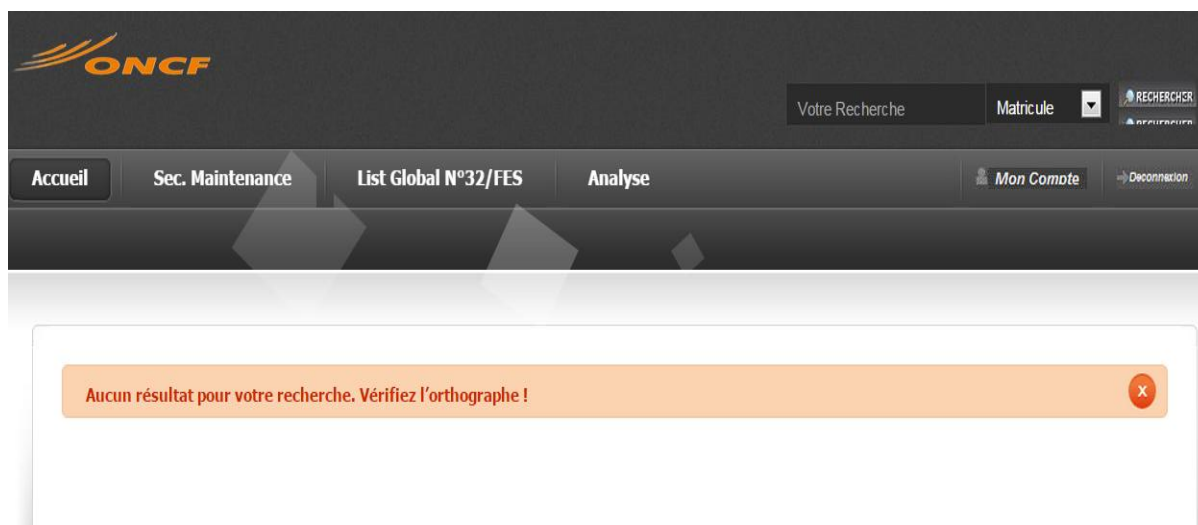 ONCF
Votre Recherche Matricule RECHERCHER
RECHERCHER
Accueil Sec. Maintenance List Global N°32/FES Analyse Mon Compte Deconnexion
Aucun résultat pour votre recherche. Vérifiez l'orthographe !
X